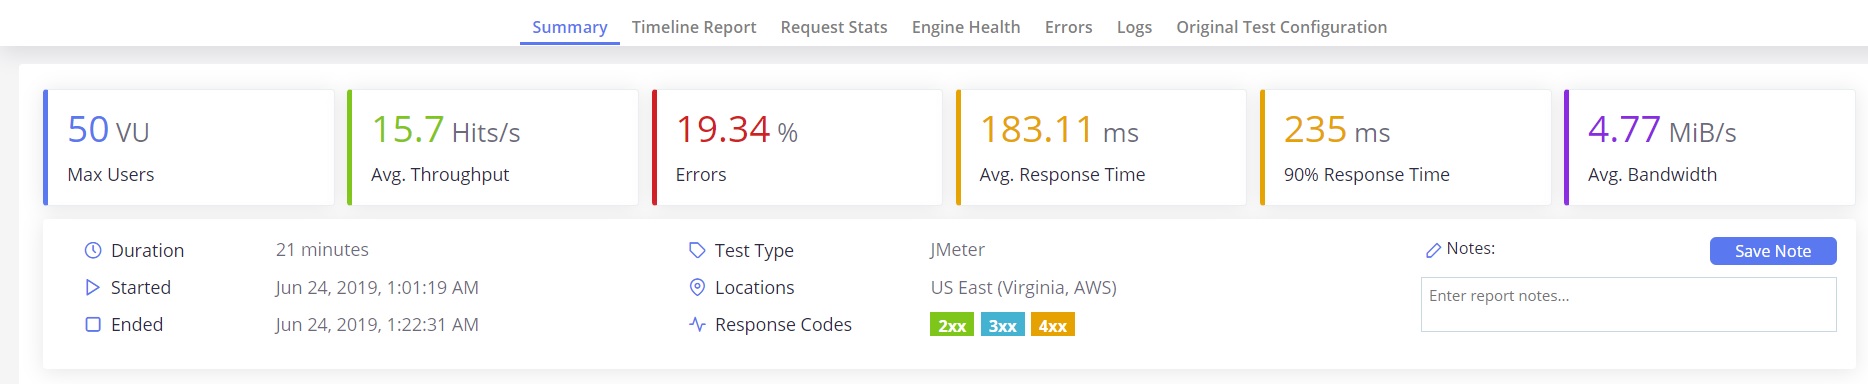 Summary Timeline Report Request Stats Engine Health Errors Logs Original Test Configuration
50 VU
Max Users
15.7 Hits/s
Avg. Throughput
19.34 %
Errors
183.11 ms
Avg. Response Time
235 ms
90% Response Time
4.77 MiB/s
Avg. Bandwidth
Duration 21 minutes
Started Jun 24, 2019, 1:01:19 AM
Ended Jun 24, 2019, 1:22:31 AM
Test Type JMeter
Locations US East (Virginia, AWS)
Response Codes 2xx 3xx 4xx
Notes: Save Note
Enter report notes...